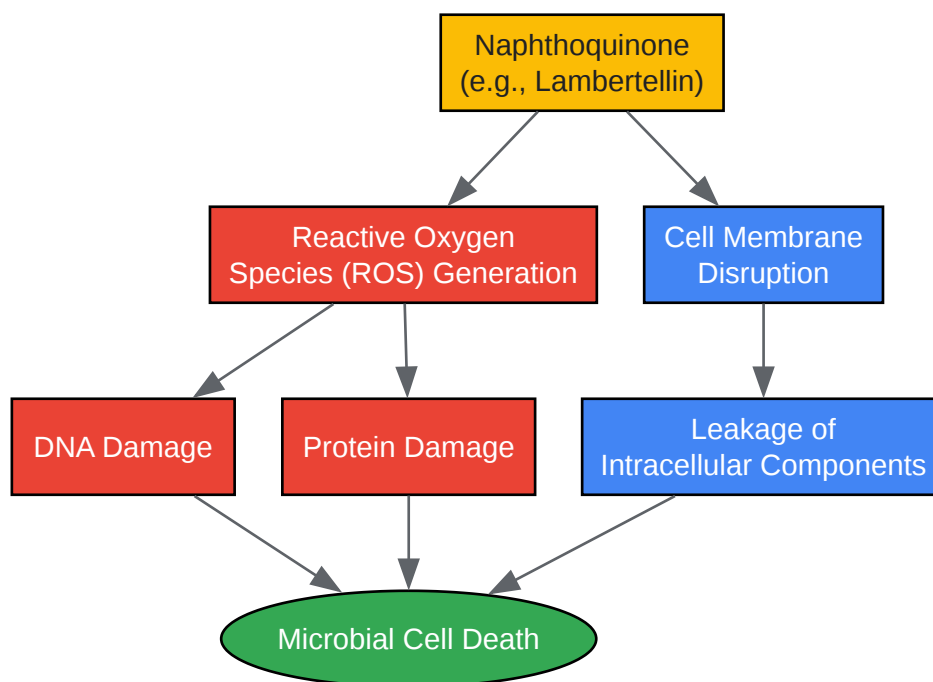 Naphthoquinone
(e.g., Lambertellin)
Reactive Oxygen
Species (ROS) Generation
Cell Membrane
Disruption
DNA Damage
Protein Damage
Leakage of
Intracellular Components
Microbial Cell Death